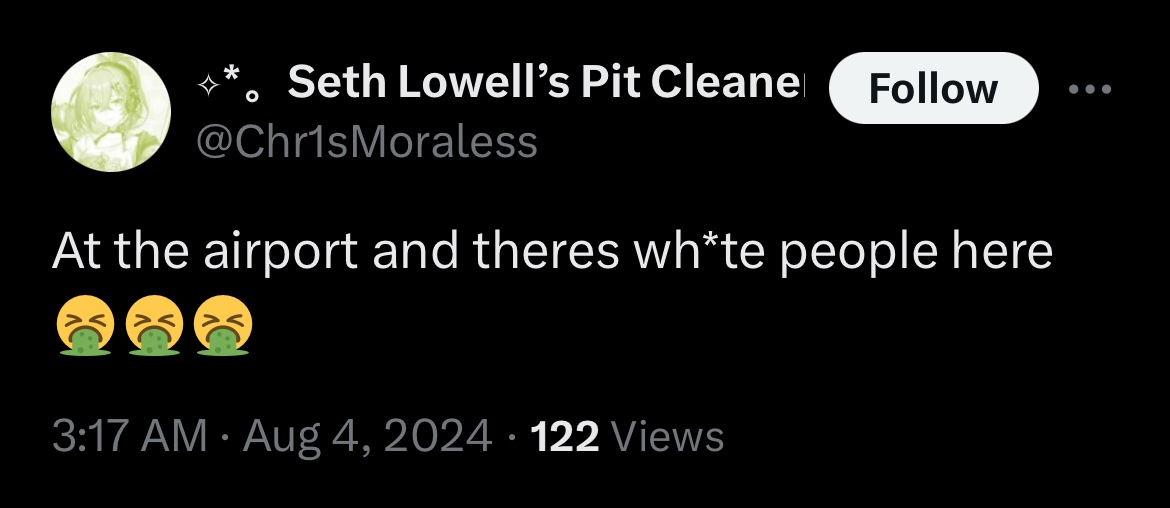 ✧*。 Seth Lowell’s Pit Cleane
Follow
@Chr1sMoraless
At the airport and theres wh*te people here
🤮🤮🤮
3:17 AM · Aug 4, 2024 · 122 Views